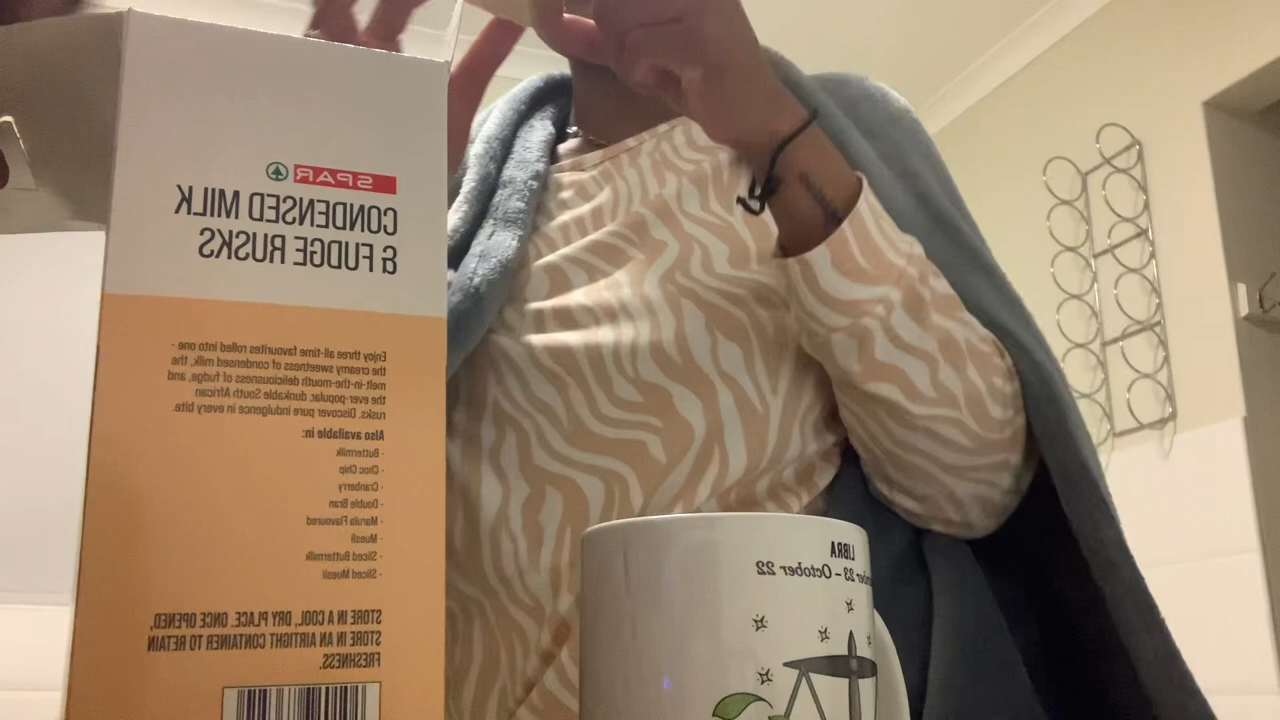 SPAR
CONDENSED MILK
& FUDGE RUSKS
Enjoy three all-time favourites rolled into one -
the creamy sweetness of condensed milk, the
melt-in-the-mouth deliciousness of fudge, and
the ever-popular, dunkable South African
rusks. Discover pure indulgence in every bite.
Also available in:
· Buttermilk
· Choc Chip
· Cranberry
· Double Bran
· Marula Flavoured
· Muesli
· Sliced Buttermilk
· Sliced Muesli
STORE IN A COOL, DRY PLACE. ONCE OPENED,
STORE IN AN AIRTIGHT CONTAINER TO RETAIN
FRESHNESS.
LIBRA
23 – October 22